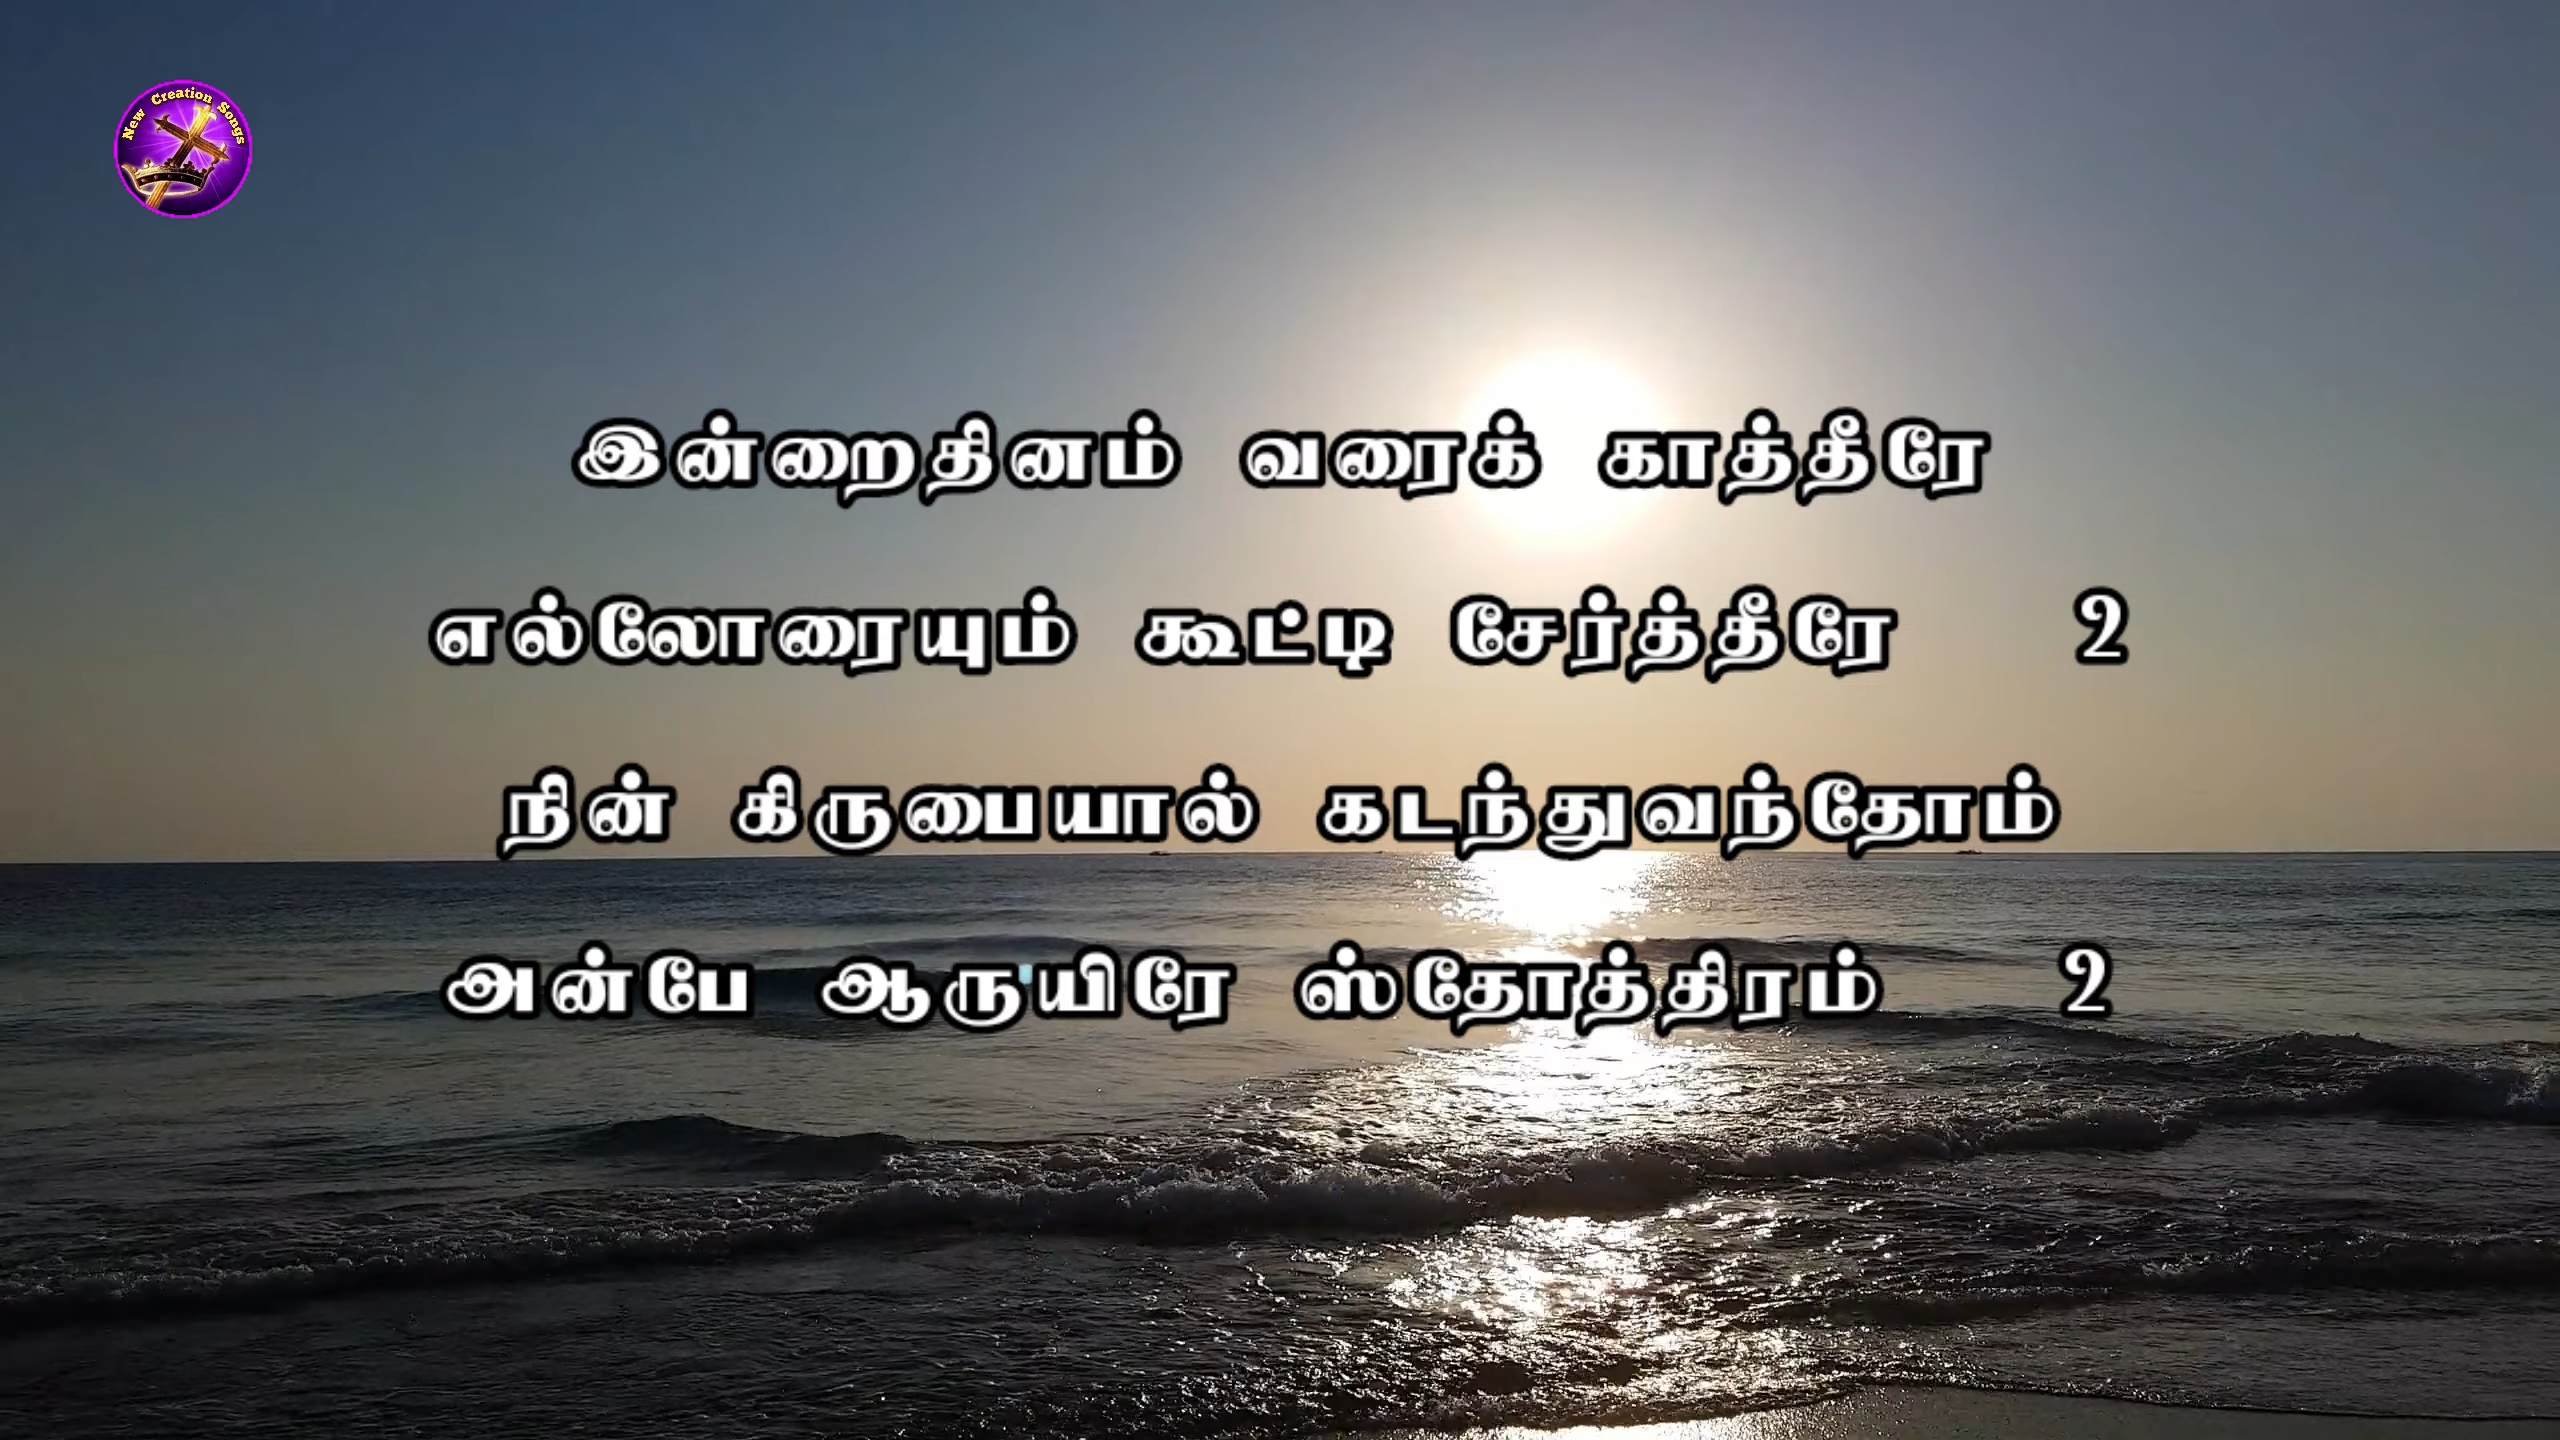 New Creation Songs
இன்றைதினம் வரைக் காத்தீரே
எல்லோரையும் கூட்டி சேர்த்தீரே 2
நின் கிருபையால் கடந்துவந்தோம்
அன்பே ஆருயிரே ஸ்தோத்திரம் 2